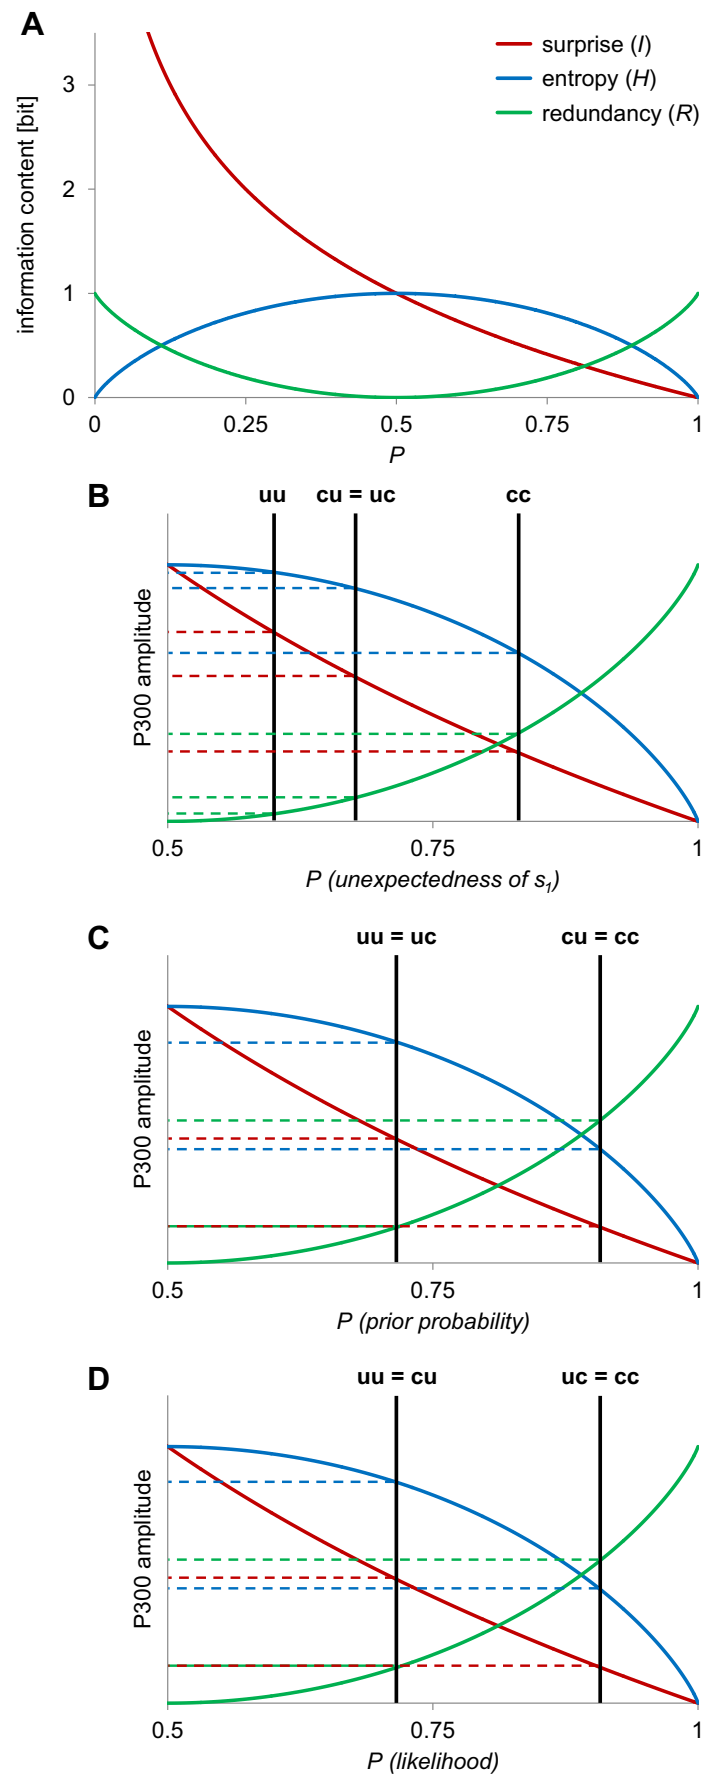 A
surprise (I)
entropy (H)
redundancy (R)
information content [bit]
3
2
1
0
0 0.25 0.5 0.75 1
P
B
uu cu = uc cc
P300 amplitude
0.5 0.75 1
P (unexpectedness of s1)
C
uu = uc cu = cc
P300 amplitude
0.5 0.75 1
P (prior probability)
D
uu = cu uc = cc
P300 amplitude
0.5 0.75 1
P (likelihood)